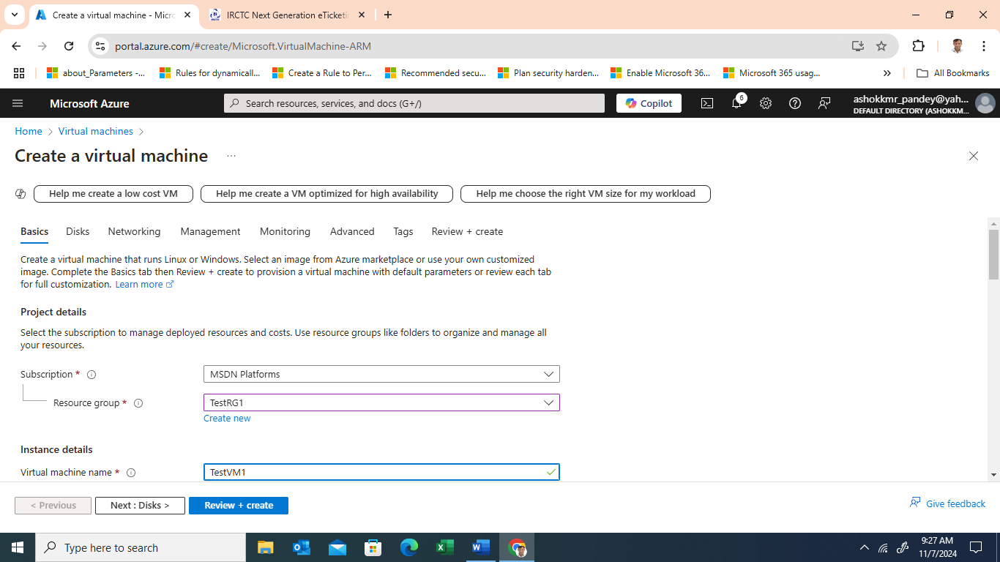 Create a virtual machine - Micro
IRCTC Next Generation eTicketin
portal.azure.com/#create/Microsoft.VirtualMachine-ARM
about_Parameters -...
Rules for dynamicall...
Create a Rule to Per...
Recommended secu...
Plan security harden...
Enable Microsoft 36...
Microsoft 365 usag...
All Bookmarks
Microsoft Azure
Search resources, services, and docs (G+/)
Copilot
6
ashokkmr_pandey@yah...
DEFAULT DIRECTORY (ASHOKKM...
Home
Virtual machines
Create a virtual machine
...
Help me create a low cost VM
Help me create a VM optimized for high availability
Help me choose the right VM size for my workload
Basics
Disks
Networking
Management
Monitoring
Advanced
Tags
Review + create
Create a virtual machine that runs Linux or Windows. Select an image from Azure marketplace or use your own customized
image. Complete the Basics tab then Review + create to provision a virtual machine with default parameters or review each tab
for full customization. Learn more
Project details
Select the subscription to manage deployed resources and costs. Use resource groups like folders to organize and manage all
your resources.
Subscription *
MSDN Platforms
Resource group *
TestRG1
Create new
Instance details
Virtual machine name *
TestVM1
< Previous
Next : Disks >
Review + create
Give feedback
Type here to search
9:27 AM
11/7/2024